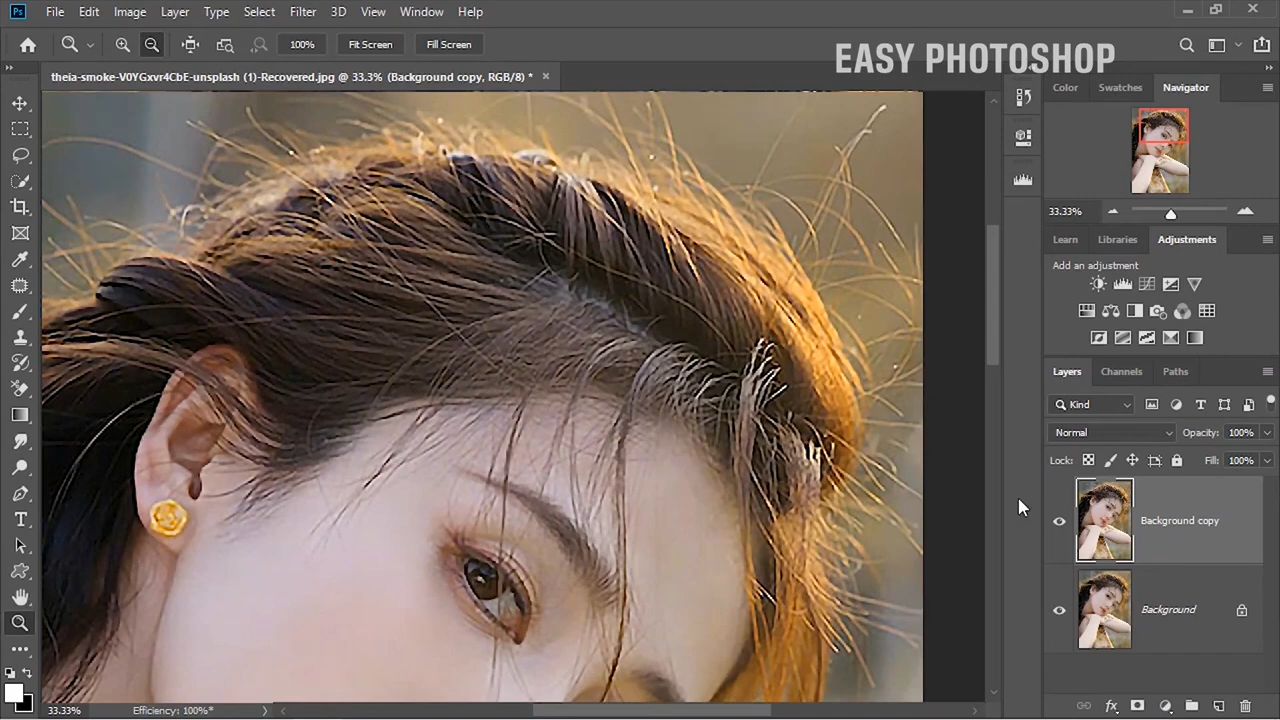 Ps File Edit Image Layer Type Select Filter 3D View Window Help
100% Fit Screen Fill Screen
EASY PHOTOSHOP
theia-smoke-V0YGxvr4CbE-unsplash (1)-Recovered.jpg @ 33.3% (Background copy, RGB/8) *
Color Swatches Navigator
33.33%
Learn Libraries Adjustments
Add an adjustment
Layers Channels Paths
Kind
Normal Opacity: 100%
Lock: Fill: 100%
Background copy
Background
33.33% Efficiency: 100%*